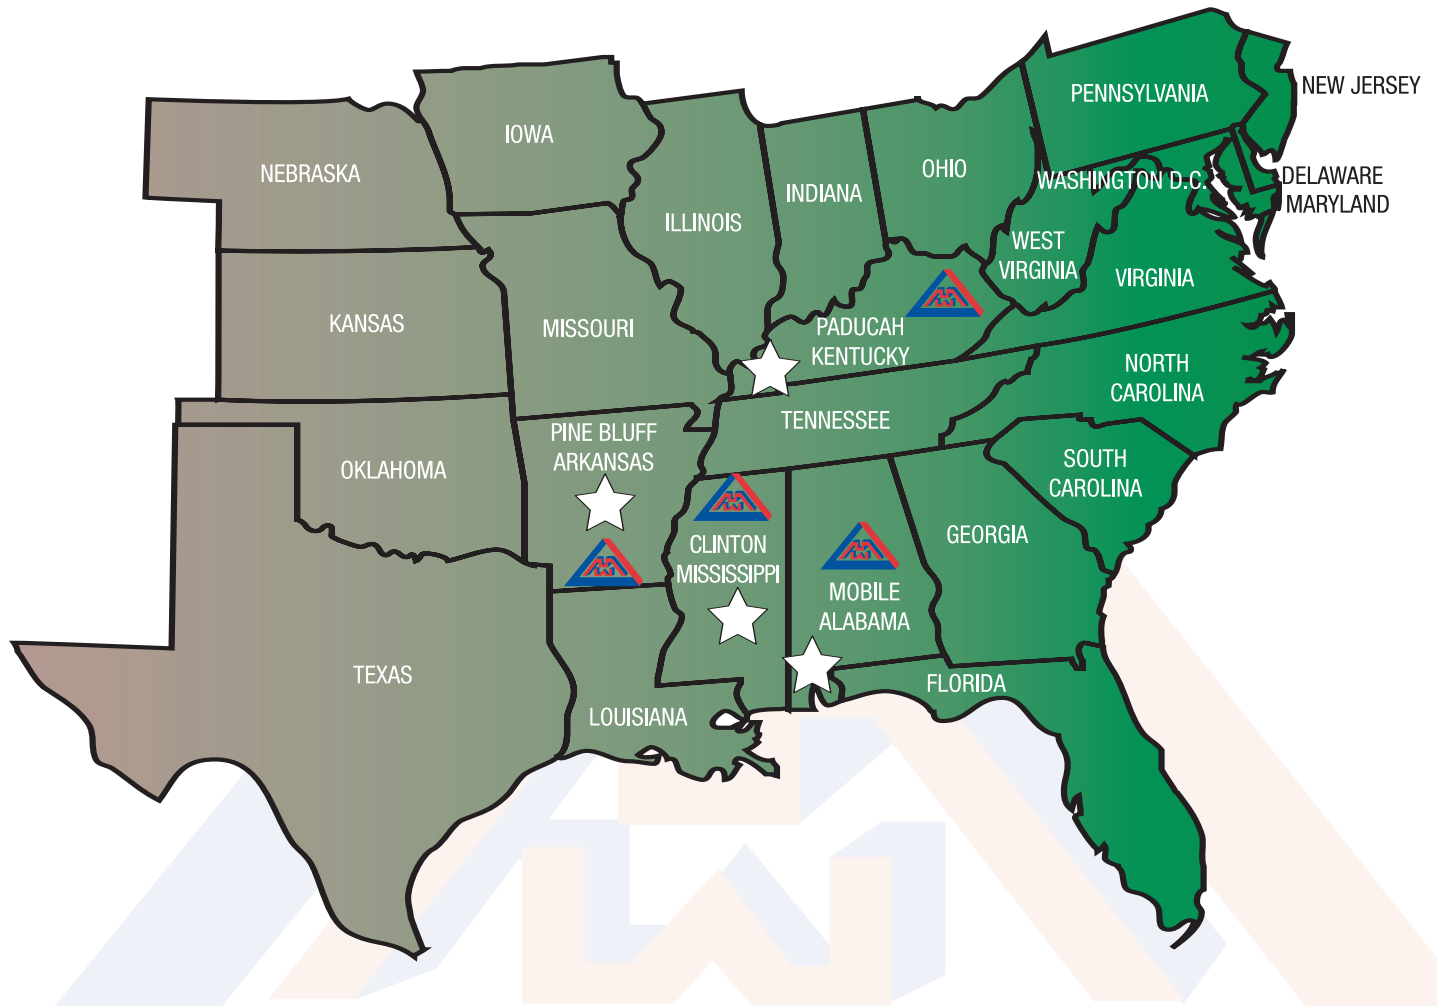 PENNSYLVANIA
NEW JERSEY
IOWA
NEBRASKA
OHIO
INDIANA
WASHINGTON D.C.
DELAWARE
MARYLAND
ILLINOIS
WEST
VIRGINIA
VIRGINIA
KANSAS
MISSOURI
PADUCAH
KENTUCKY
NORTH
CAROLINA
TENNESSEE
PINE BLUFF
ARKANSAS
OKLAHOMA
SOUTH
CAROLINA
GEORGIA
CLINTON
MISSISSIPPI
MOBILE
ALABAMA
TEXAS
FLORIDA
LOUISIANA